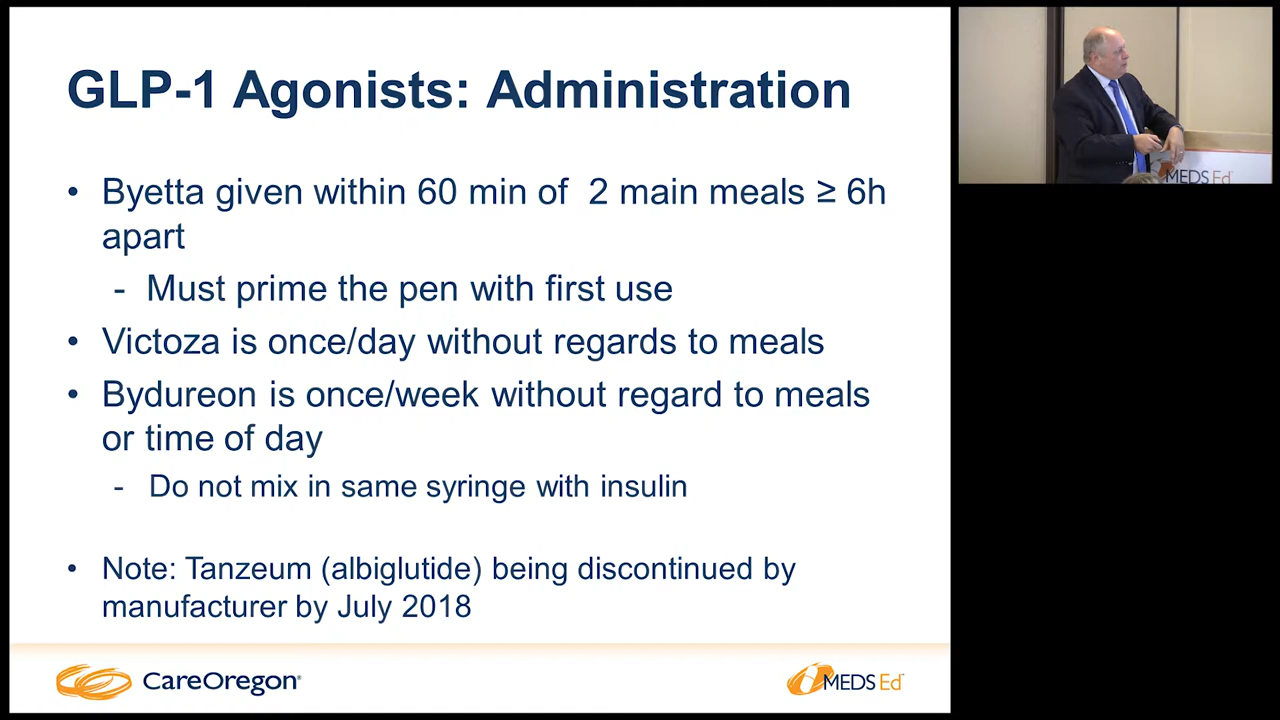 GLP-1 Agonists: Administration
• Byetta given within 60 min of 2 main meals ≥ 6h
apart
- Must prime the pen with first use
• Victoza is once/day without regards to meals
• Bydureon is once/week without regard to meals
or time of day
- Do not mix in same syringe with insulin
• Note: Tanzeum (albiglutide) being discontinued by
manufacturer by July 2018
CareOregon®
MEDS Ed™
MEDS Ed